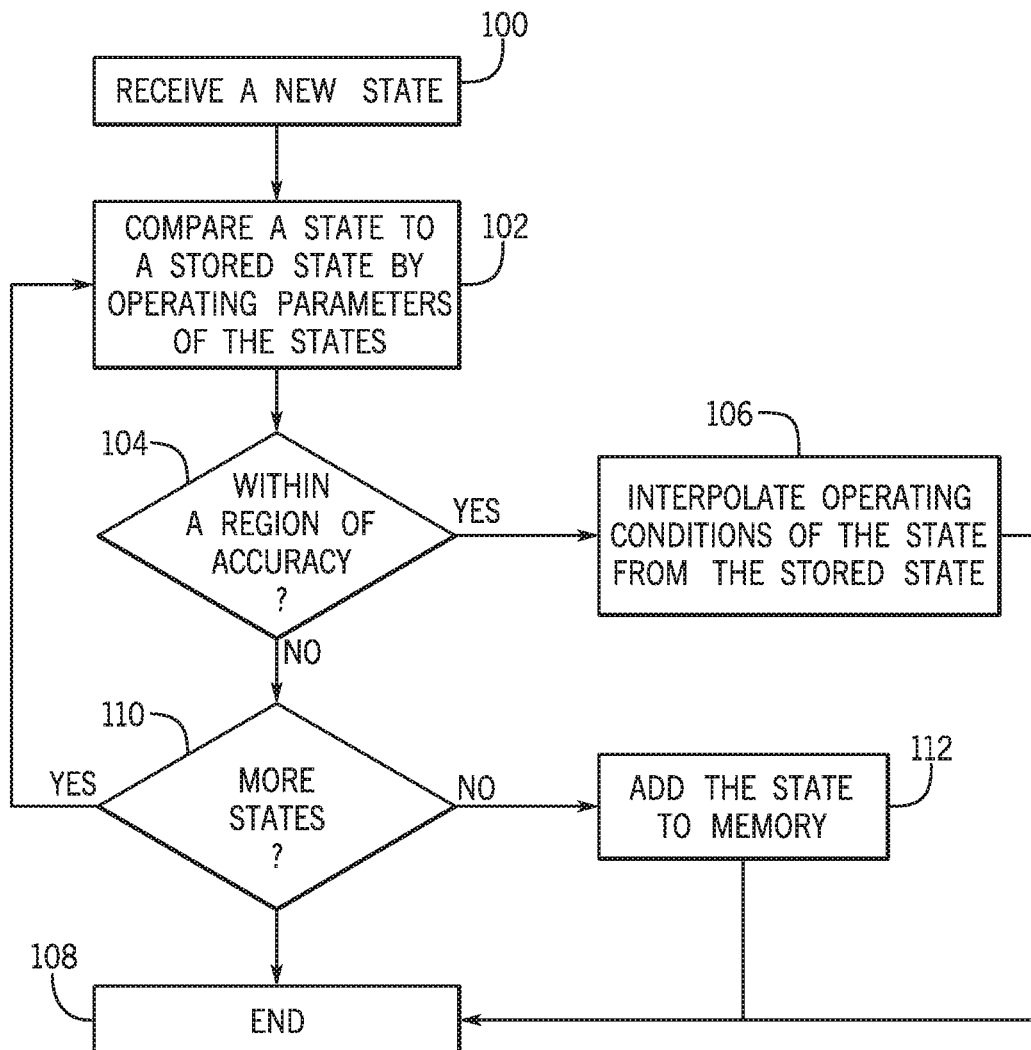 100
RECEIVE A NEW STATE
COMPARE A STATE TO
A STORED STATE BY
OPERATING PARAMETERS
OF THE STATES
102
104
WITHIN
A REGION OF
ACCURACY
?
YES
106
INTERPOLATE OPERATING
CONDITIONS OF THE STATE
FROM THE STORED STATE
NO
110
YES
MORE
STATES
?
NO
112
ADD THE STATE
TO MEMORY
108
END